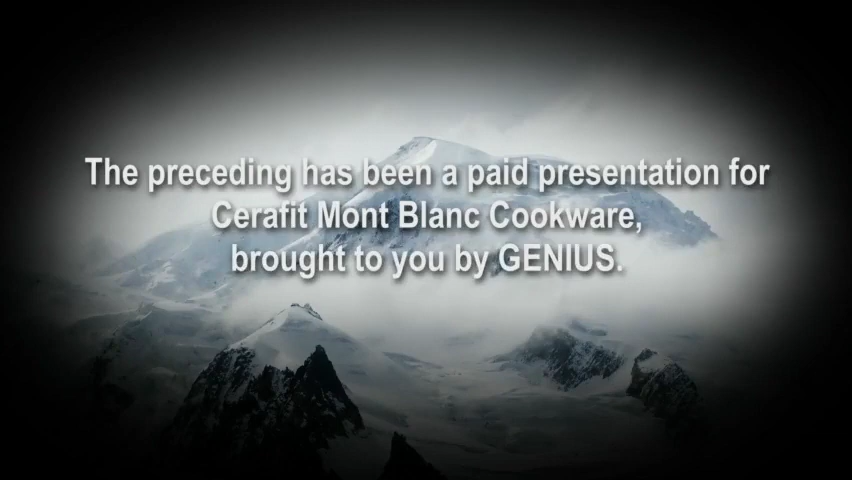 The preceding has been a paid presentation for
Cerafit Mont Blanc Cookware,
brought to you by GENIUS.